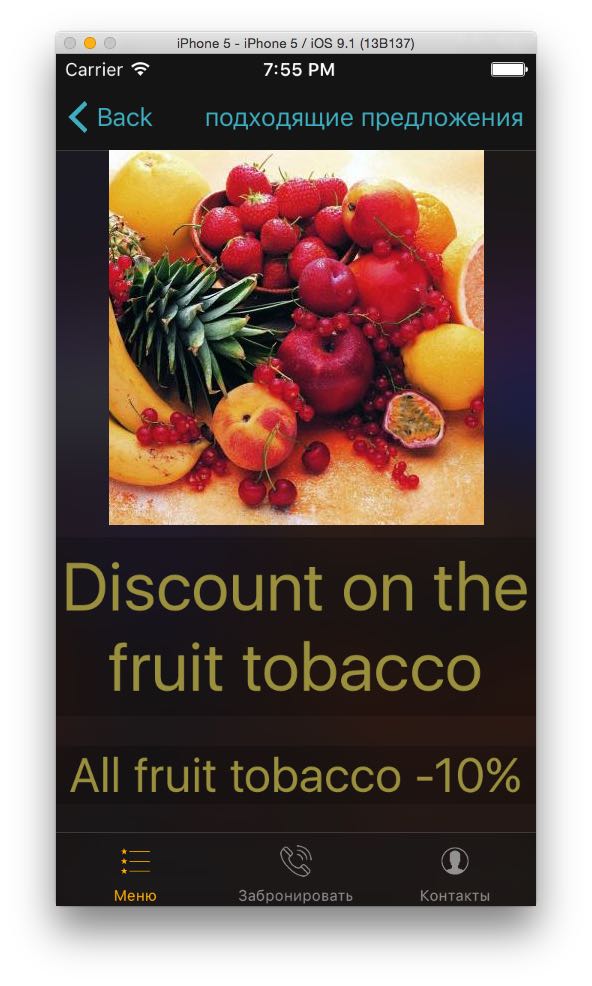 iPhone 5 - iPhone 5 / iOS 9.1 (13B137)
Carrier 7:55 PM
Back подходящие предложения
Discount on the
fruit tobacco
All fruit tobacco -10%
Меню Забронировать Контакты